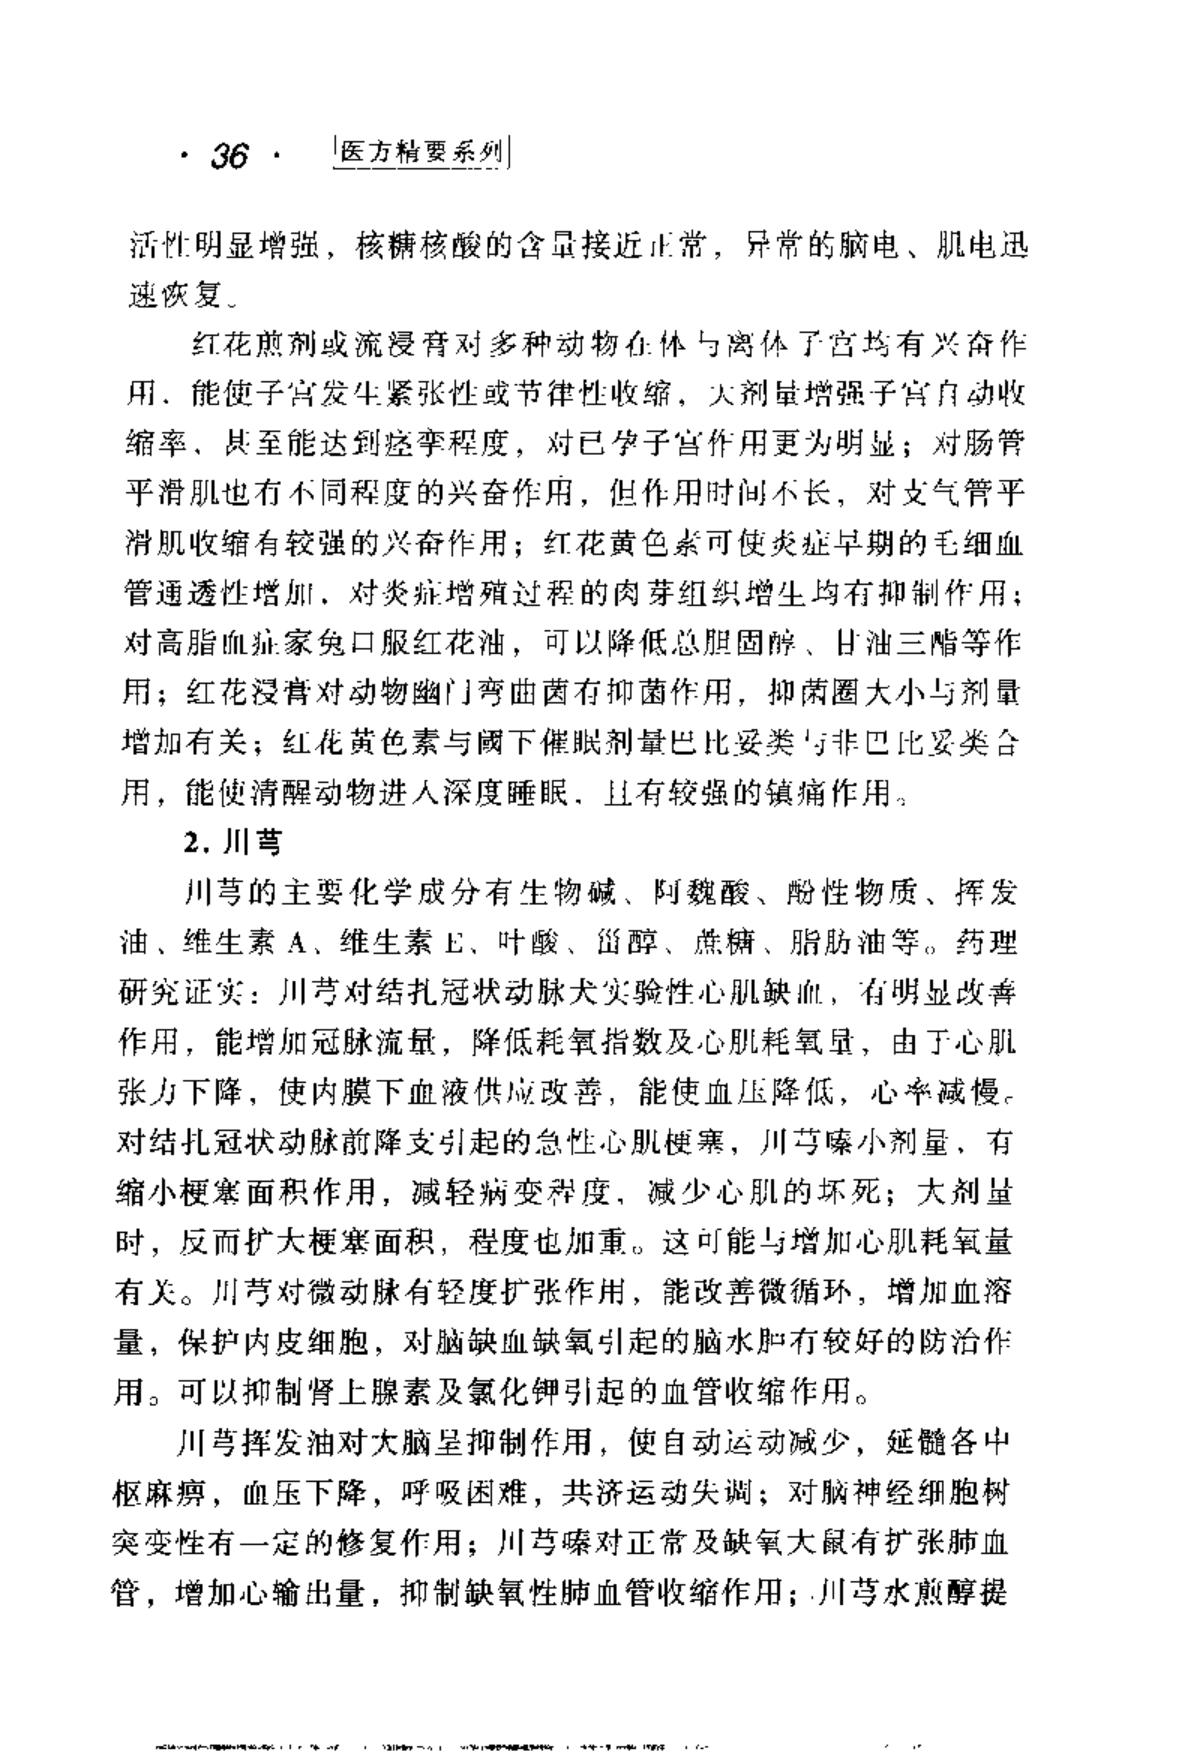 · 36 · 医方精要系列
活性明显增强，核糖核酸的含量接近正常，异常的脑电、肌电迅
速恢复。
红花煎剂或流浸膏对多种动物在体与离体子宫均有兴奋作
用，能使子宫发生紧张性或节律性收缩，大剂量增强子宫自动收
缩率、甚至能达到痉挛程度，对已孕子宫作用更为明显；对肠管
平滑肌也有不同程度的兴奋作用，但作用时间不长，对支气管平
滑肌收缩有较强的兴奋作用；红花黄色素可使炎症早期的毛细血
管通透性增加，对炎症增殖过程的肉芽组织增生均有抑制作用；
对高脂血症家兔口服红花油，可以降低总胆固醇、甘油三酯等作
用；红花浸膏对动物幽门弯曲菌有抑菌作用，抑菌圈大小与剂量
增加有关；红花黄色素与阈下催眠剂量巴比妥类与非巴比妥类合
用，能使清醒动物进入深度睡眠，且有较强的镇痛作用。
2. 川芎
川芎的主要化学成分有生物碱、阿魏酸、酚性物质、挥发
油、维生素 A、维生素 E、叶酸、甾醇、蔗糖、脂肪油等。药理
研究证实：川芎对结扎冠状动脉犬实验性心肌缺血，有明显改善
作用，能增加冠脉流量，降低耗氧指数及心肌耗氧量，由于心肌
张力下降，使内膜下血液供应改善，能使血压降低，心率减慢。
对结扎冠状动脉前降支引起的急性心肌梗塞，川芎嗪小剂量，有
缩小梗塞面积作用，减轻病变程度，减少心肌的坏死；大剂量
时，反而扩大梗塞面积，程度也加重。这可能与增加心肌耗氧量
有关。川芎对微动脉有轻度扩张作用，能改善微循环，增加血溶
量，保护内皮细胞，对脑缺血缺氧引起的脑水肿有较好的防治作
用。可以抑制肾上腺素及氯化钾引起的血管收缩作用。
川芎挥发油对大脑呈抑制作用，使自动运动减少，延髓各中
枢麻痹，血压下降，呼吸困难，共济运动失调；对脑神经细胞树
突变性有一定的修复作用；川芎嗪对正常及缺氧大鼠有扩张肺血
管，增加心输出量，抑制缺氧性肺血管收缩作用；川芎水煎醇提